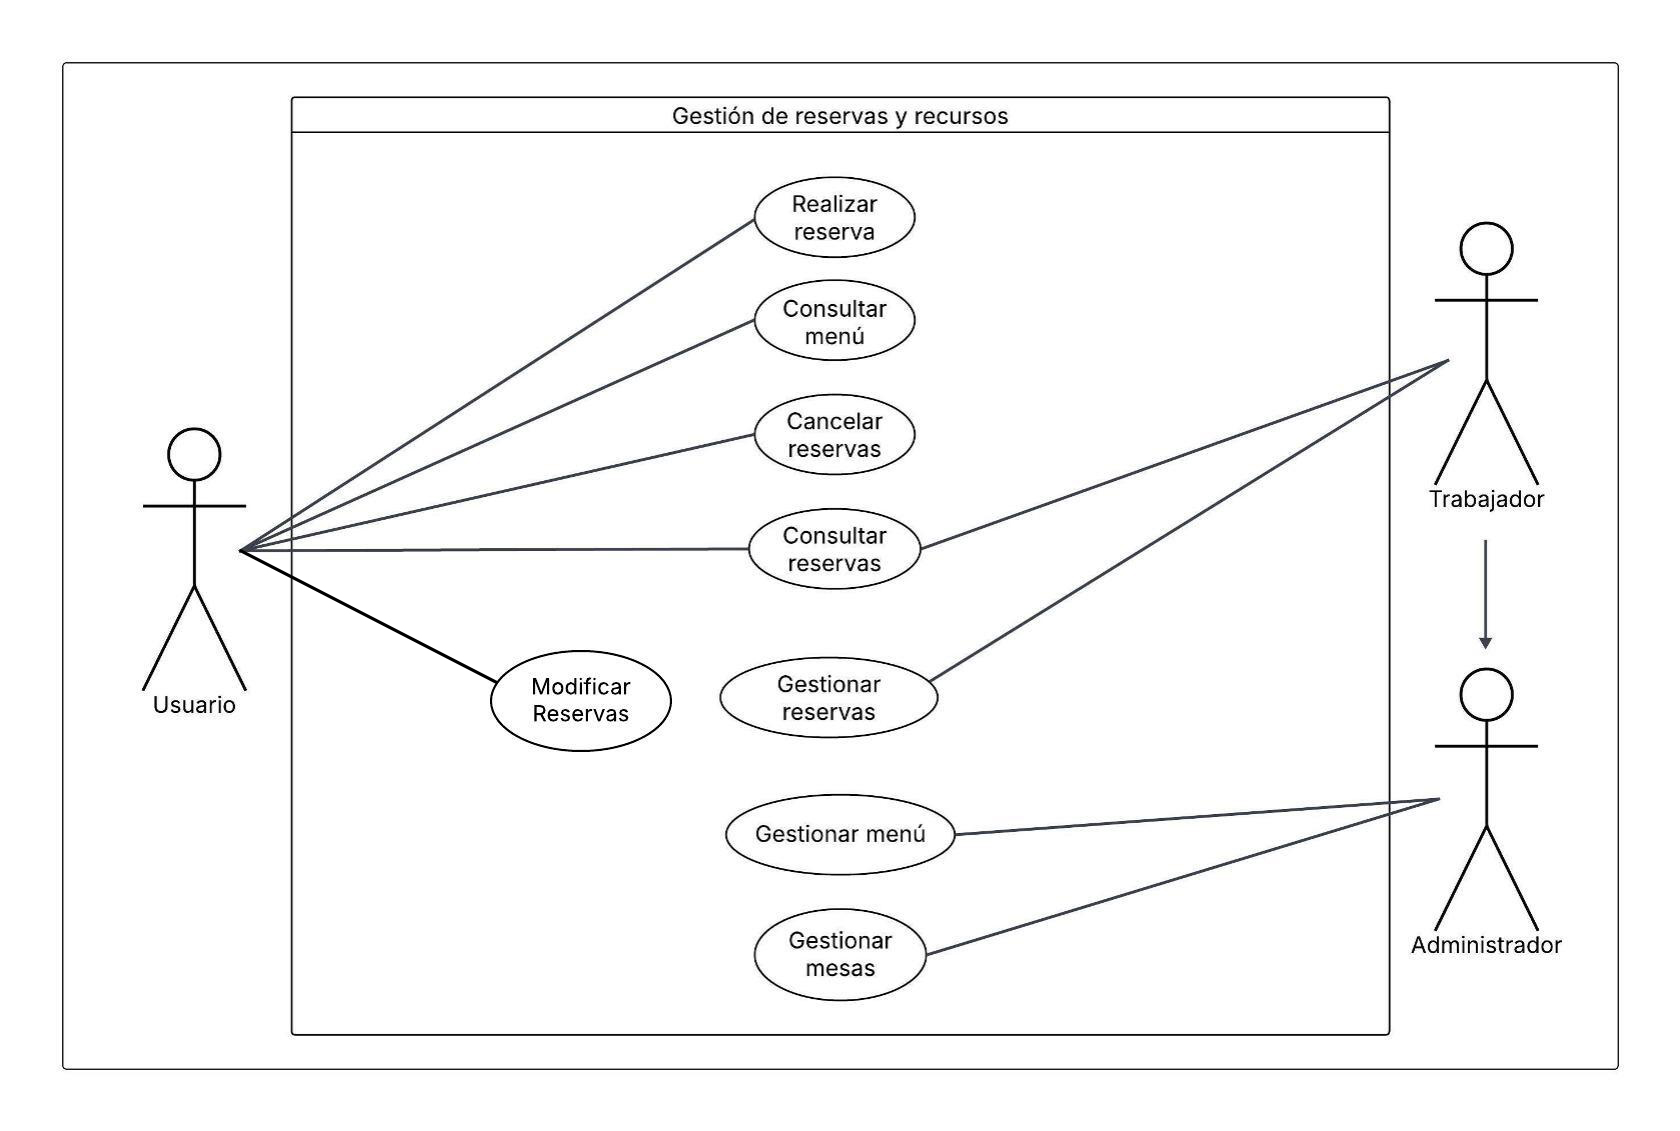 Gestión de reservas y recursos
Realizar
reserva
Consultar
menú
Cancelar
reservas
Consultar
reservas
Trabajador
Usuario
Modificar
Reservas
Gestionar
reservas
Gestionar menú
Gestionar
mesas
Administrador